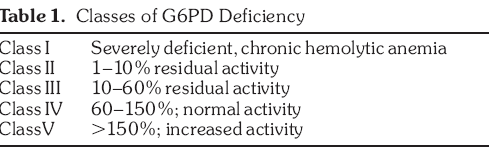 Table 1. Classes of G6PD Deficiency
Class I Severely deficient, chronic hemolytic anemia
Class II 1–10% residual activity
Class III 10–60% residual activity
Class IV 60–150%; normal activity
ClassV >150%; increased activity